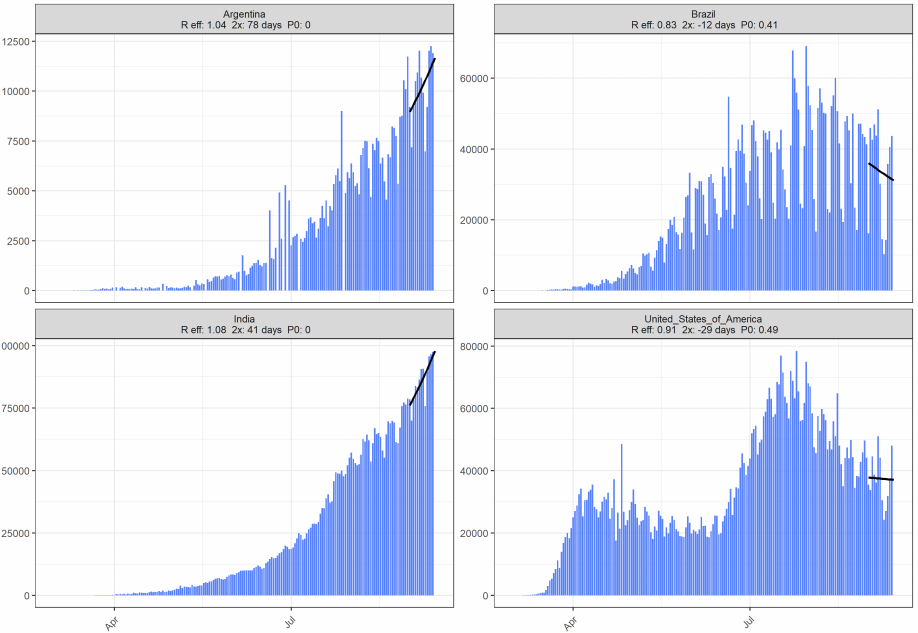 Argentina
R eff: 1.04 2x: 78 days P0: 0
12500
10000
7500
5000
2500
0
Brazil
R eff: 0.83 2x: -12 days P0: 0.41
60000
40000
20000
0
India
R eff: 1.08 2x: 41 days P0: 0
00000
75000
50000
25000
0
Apr
Jul
United_States_of_America
R eff: 0.91 2x: -29 days P0: 0.49
80000
60000
40000
20000
0
Apr
Jul